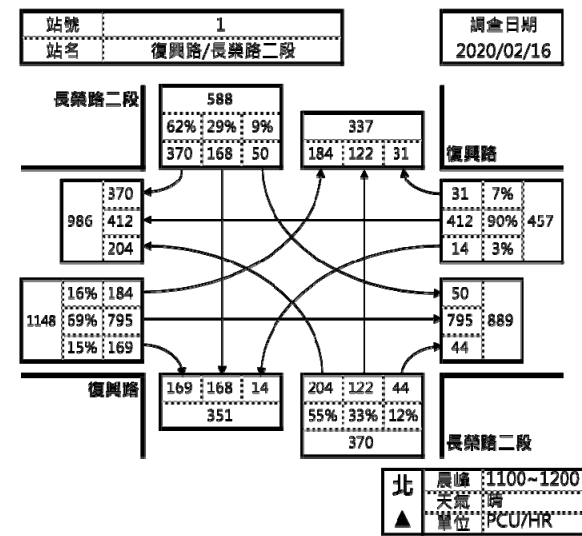 站號 1
站名 復興路/長榮路二段
調查日期
2020/02/16
長榮路二段
588
62% 29% 9%
370 168 50
337
184 122 31
復興路
986
370
412
204
31 7%
412 90%
14 3%
457
1148
16% 184
69% 795
15% 169
50
795
44
889
復興路
169 168 14
351
204 122 44
55% 33% 12%
370
長榮路二段
北
▲
晨峰 1100~1200
天氣 晴
單位 PCU/HR